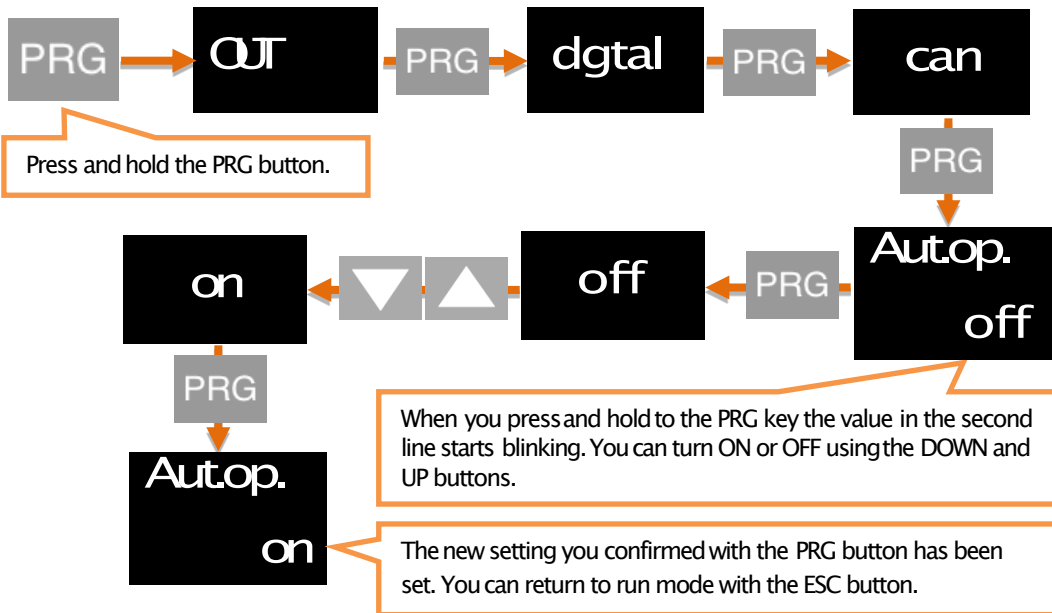 PRG
OUT
PRG
dgtal
PRG
can
Press and hold the PRG button.
PRG
Aut.op.
off
PRG
off
on
PRG
When you press and hold to the PRG key the value in the second
line starts blinking. You can turn ON or OFF using the DOWN and
UP buttons.
Aut.op.
on
The new setting you confirmed with the PRG button has been
set. You can return to run mode with the ESC button.